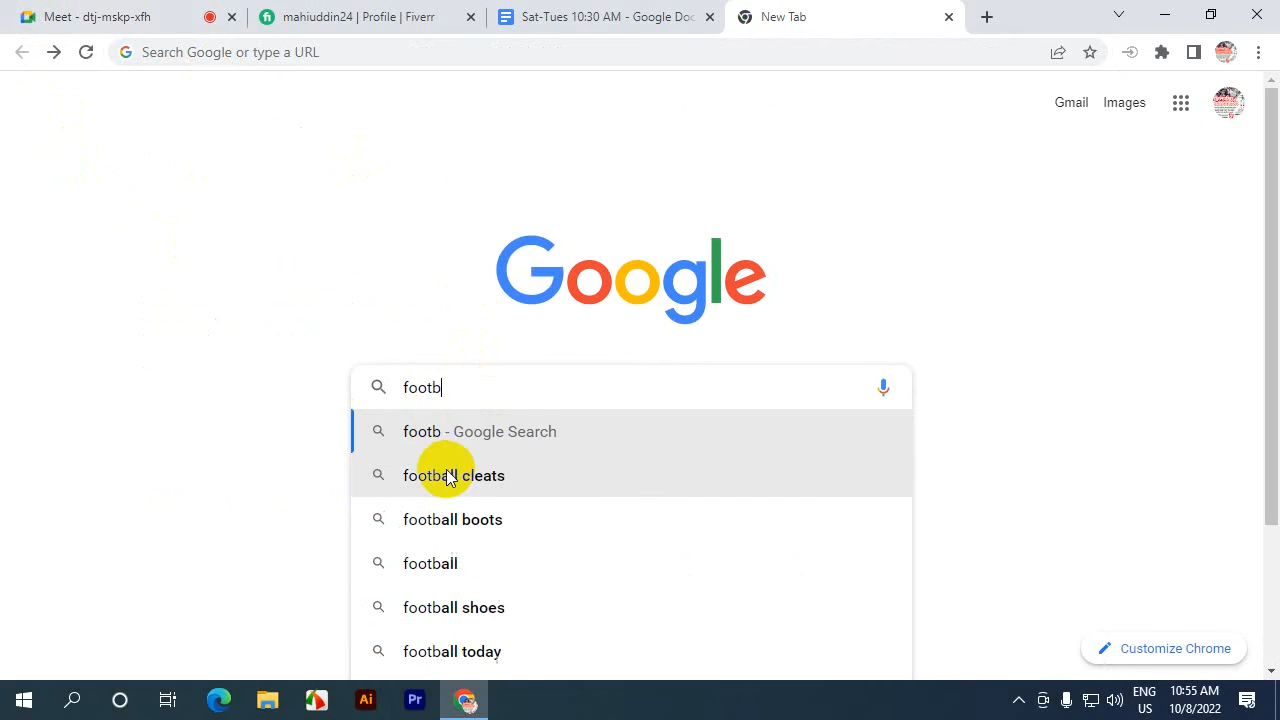 Meet - dtj-mskp-xfh
mahiuddin24 | Profile | Fiverr
Sat-Tues 10:30 AM - Google Doc
New Tab
Search Google or type a URL
Gmail
Images
Google
footb
footb - Google Search
football cleats
football boots
football
football shoes
football today
Customize Chrome
Ai
Pr
ENG
US
10:55 AM
10/8/2022